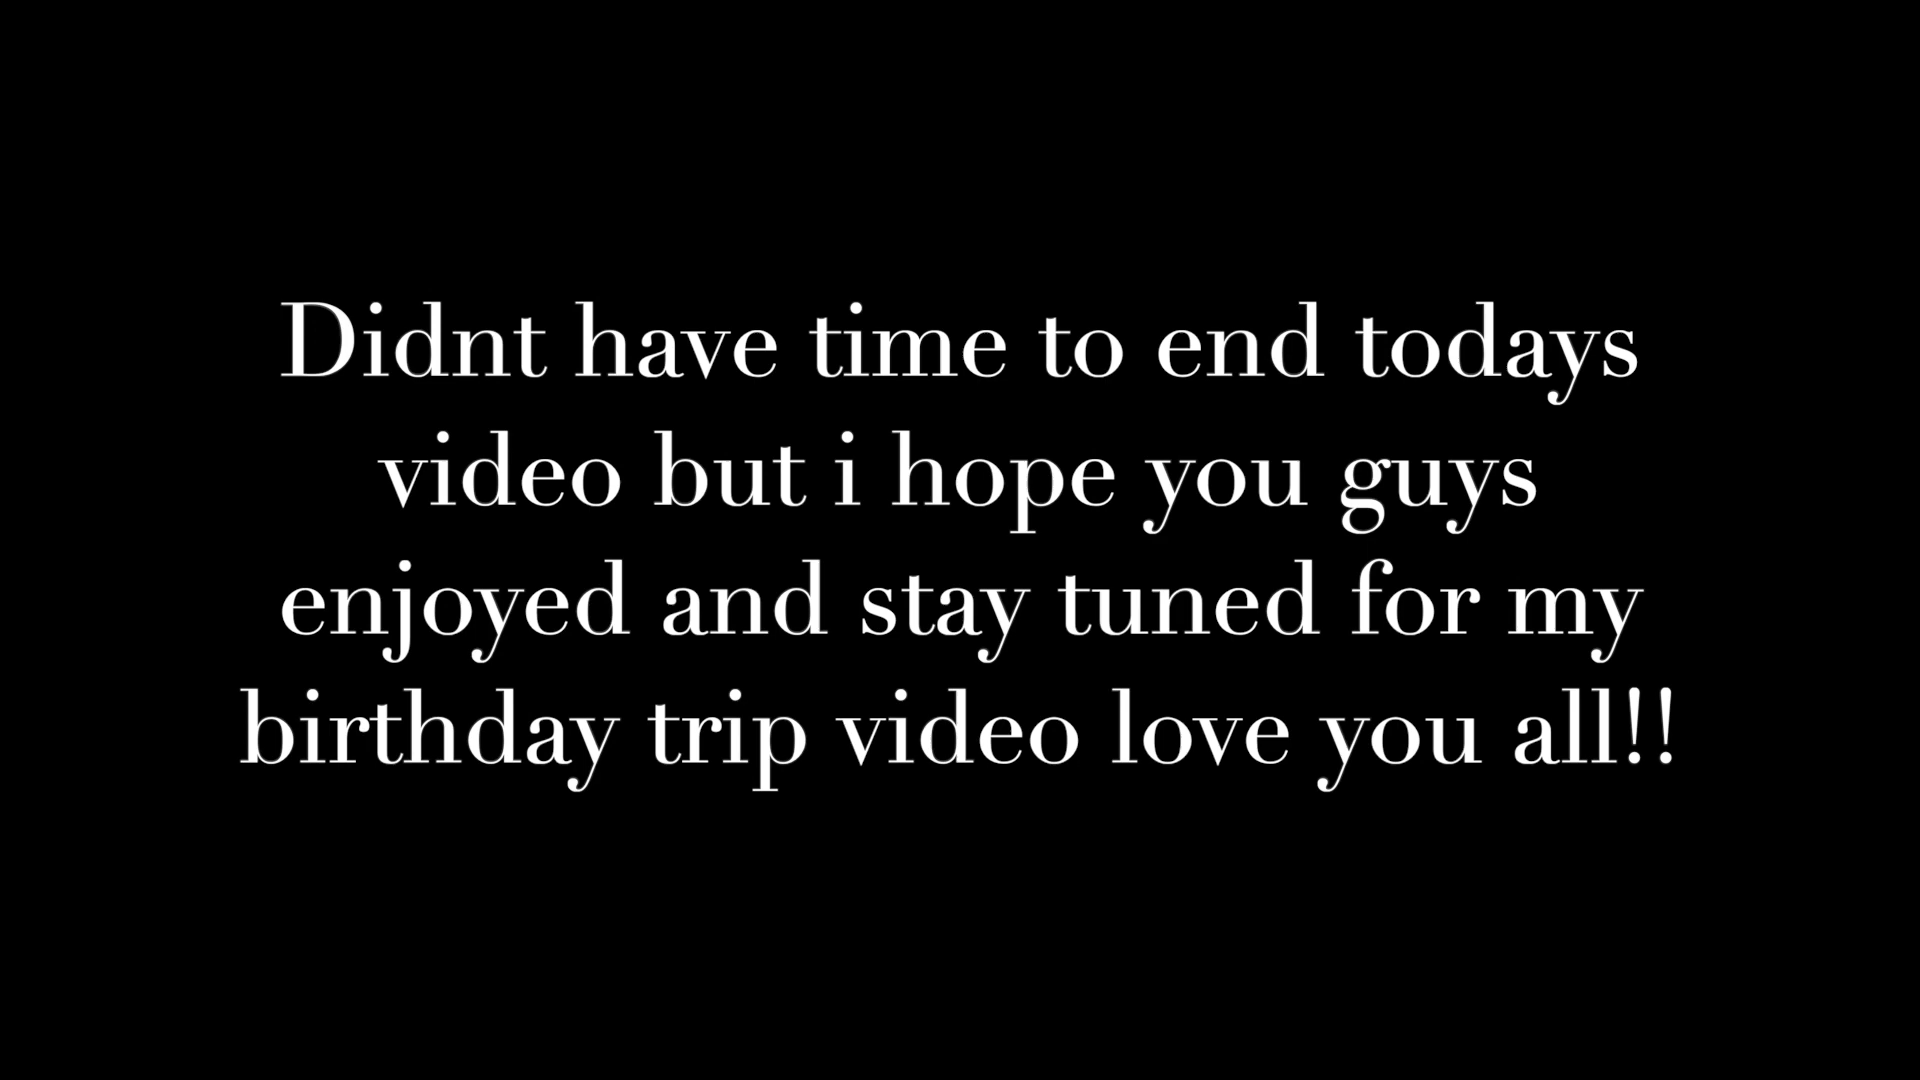 Didnt have time to end todays
video but i hope you guys
enjoyed and stay tuned for my
birthday trip video love you all!!